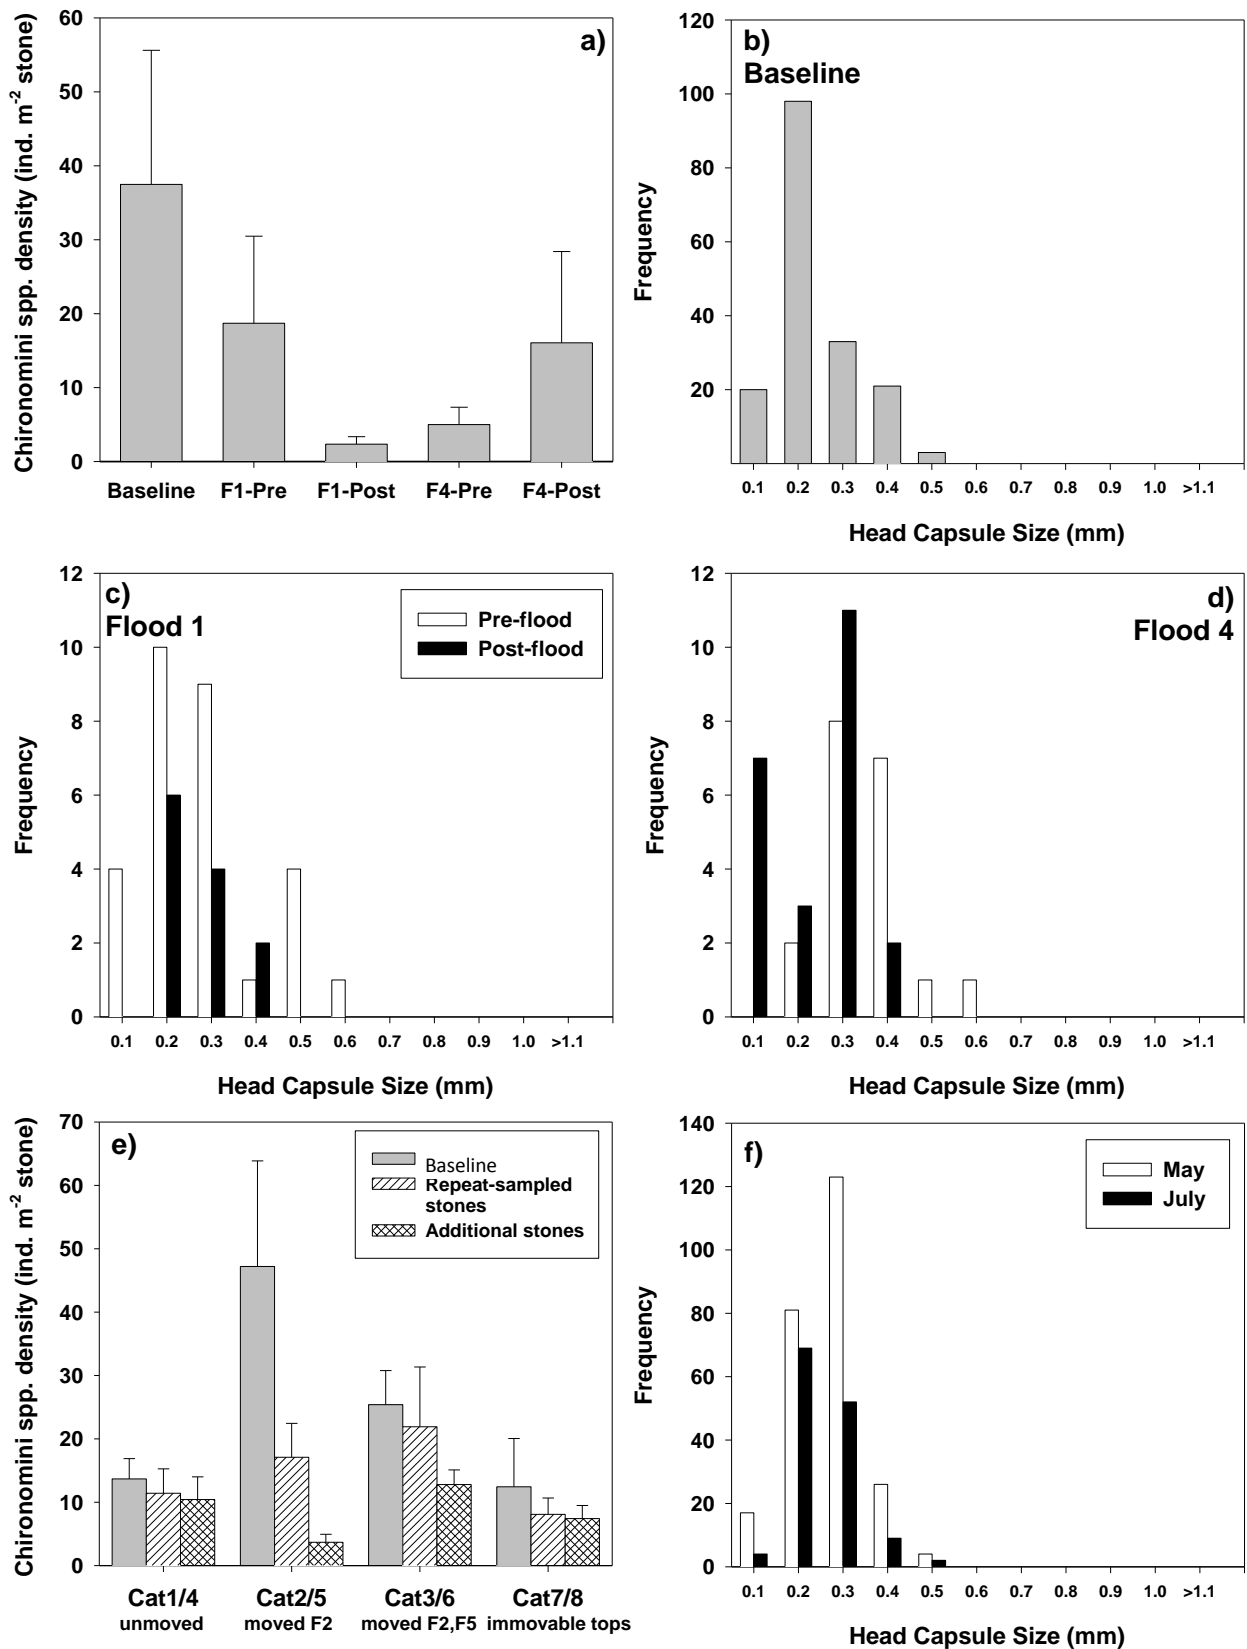 a)
Chironomini spp. density (ind. m⁻² stone)
60
50
40
30
20
10
0
Baseline F1-Pre F1-Post F4-Pre F4-Post
b)
Baseline
Frequency
120
100
80
60
40
20
0.1 0.2 0.3 0.4 0.5 0.6 0.7 0.8 0.9 1.0 >1.1
Head Capsule Size (mm)
c)
Flood 1
Pre-flood
Post-flood
Frequency
12
10
8
6
4
2
0
0.1 0.2 0.3 0.4 0.5 0.6 0.7 0.8 0.9 1.0 >1.1
Head Capsule Size (mm)
d)
Flood 4
Frequency
12
10
8
6
4
2
0
0.1 0.2 0.3 0.4 0.5 0.6 0.7 0.8 0.9 1.0 >1.1
Head Capsule Size (mm)
e)
Baseline
Repeat-sampled
stones
Additional stones
Chironomini spp. density (ind. m⁻² stone)
70
60
50
40
30
20
10
0
Cat1/4 Cat2/5 Cat3/6 Cat7/8
unmoved moved F2 moved F2,F5 immovable tops
f)
May
July
Frequency
140
120
100
80
60
40
20
0
0.1 0.2 0.3 0.4 0.5 0.6 0.7 0.8 0.9 1.0 >1.1
Head Capsule Size (mm)